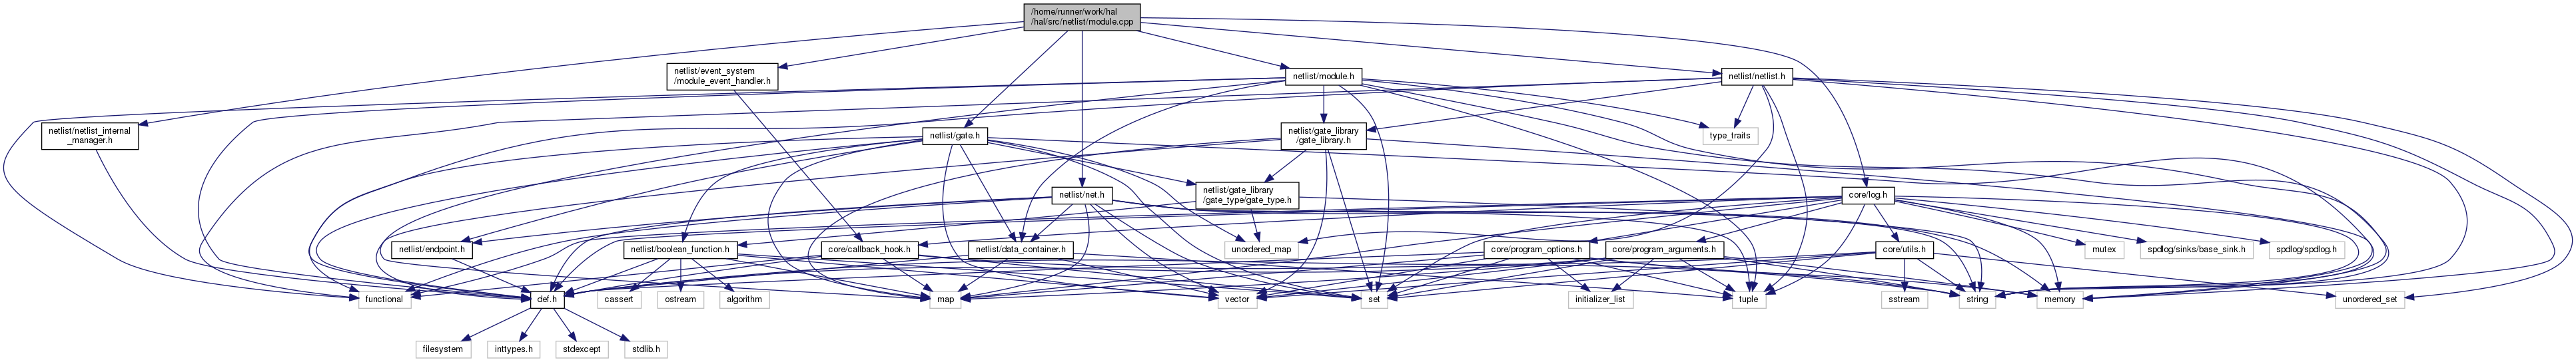 /home/runner/work/hal
/hal/src/netlist/module.cpp
netlist/event_system
/module_event_handler.h
netlist/module.h
netlist/netlist.h
netlist/netlist_internal
_manager.h
netlist/gate.h
netlist/gate_library
/gate_library.h
type_traits
netlist/net.h
netlist/gate_library
/gate_type/gate_type.h
core/log.h
netlist/endpoint.h
netlist/boolean_function.h
core/callback_hook.h
netlist/data_container.h
unordered_map
core/program_options.h
core/program_arguments.h
core/utils.h
mutex
spdlog/sinks/base_sink.h
spdlog/spdlog.h
functional
def.h
cassert
ostream
algorithm
map
vector
set
initializer_list
tuple
sstream
string
memory
unordered_set
filesystem
inttypes.h
stdexcept
stdlib.h